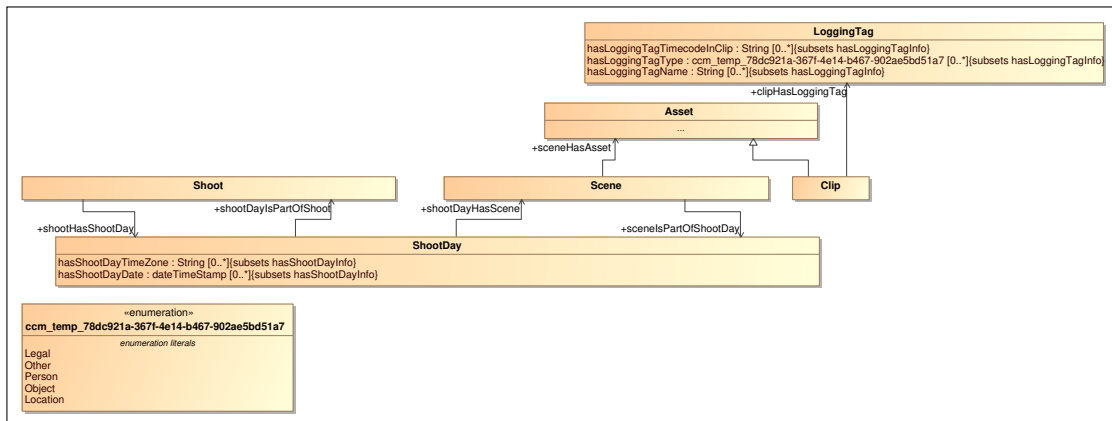 LoggingTag
hasLoggingTagTimecodeInClip : String [0..*]{subsets hasLoggingTagInfo}
hasLoggingTagType : ccm_temp_78dc921a-367f-4e14-b467-902ae5bd51a7 [0..*]{subsets hasLoggingTagInfo}
hasLoggingTagName : String [0..*]{subsets hasLoggingTagInfo}
+clipHasLoggingTag
Asset
...
+sceneHasAsset
Shoot
Scene
Clip
+shootDayIsPartOfShoot
+shootDayHasScene
+shootHasShootDay
+sceneIsPartOfShootDay
ShootDay
hasShootDayTimeZone : String [0..*]{subsets hasShootDayInfo}
hasShootDayDate : dateTimeStamp [0..*]{subsets hasShootDayInfo}
«enumeration»
ccm_temp_78dc921a-367f-4e14-b467-902ae5bd51a7
enumeration literals
Legal
Other
Person
Object
Location